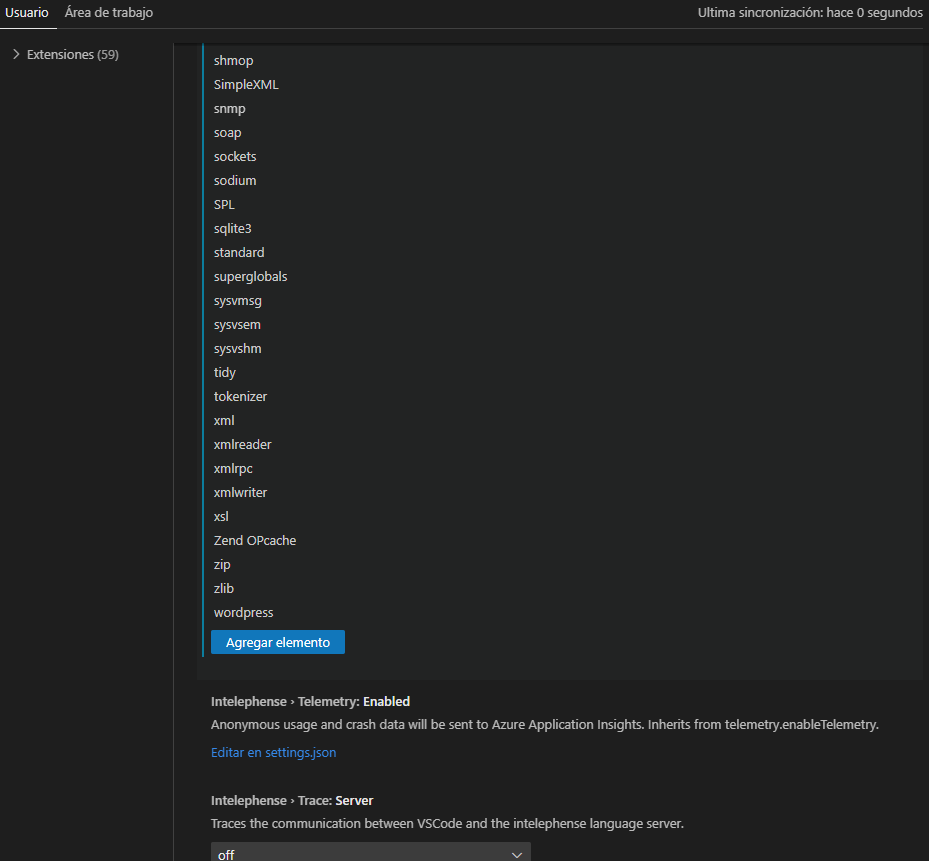 Usuario Área de trabajo Ultima sincronización: hace 0 segundos
Extensiones (59)
shmop
SimpleXML
snmp
soap
sockets
sodium
SPL
sqlite3
standard
superglobals
sysvmsg
sysvsem
sysvshm
tidy
tokenizer
xml
xmlreader
xmlrpc
xmlwriter
xsl
Zend OPcache
zip
zlib
wordpress
Agregar elemento
Intelephense › Telemetry: Enabled
Anonymous usage and crash data will be sent to Azure Application Insights. Inherits from telemetry.enableTelemetry.
Editar en settings.json
Intelephense › Trace: Server
Traces the communication between VSCode and the intelephense language server.
off